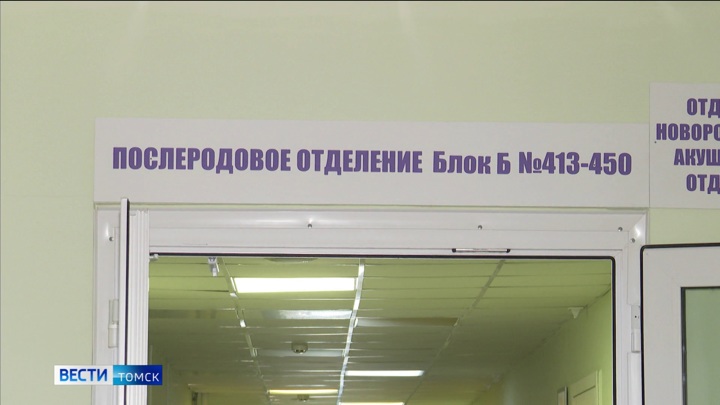 ПОСЛЕРОДОВОЕ ОТДЕЛЕНИЕ Блок Б №413-450
ВЕСТИ ТОМСК